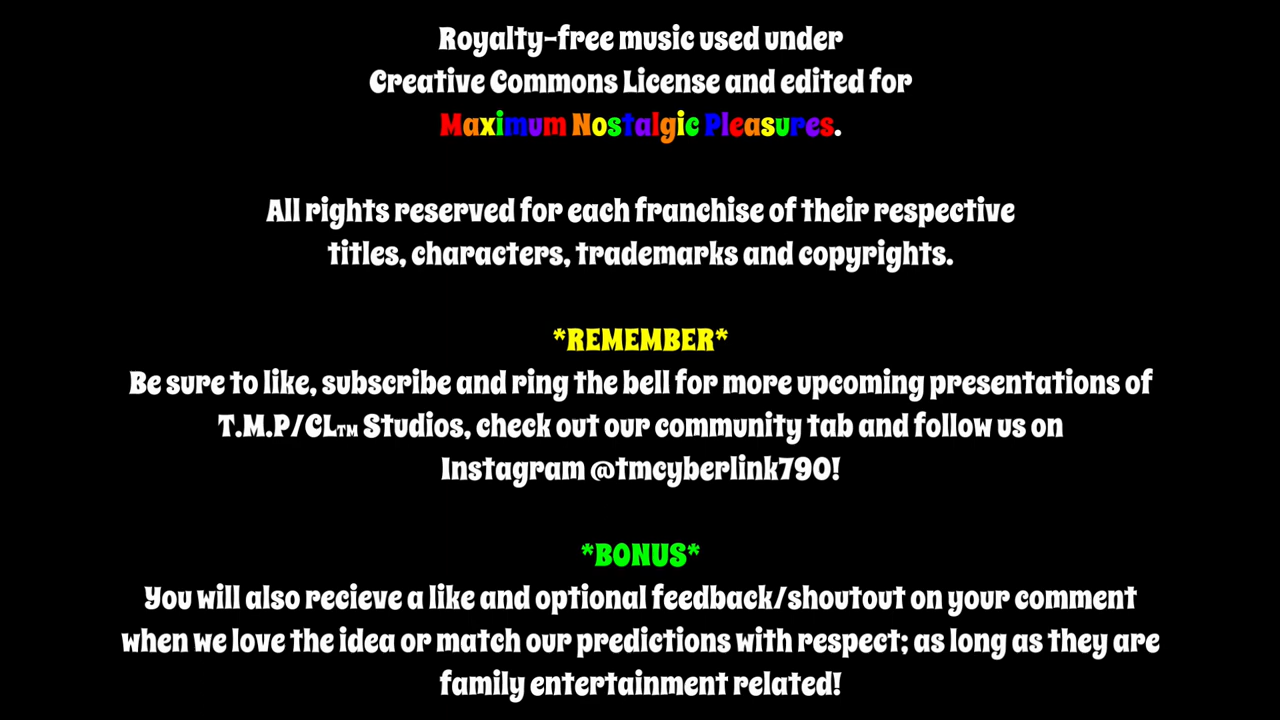 Royalty-free music used under
Creative Commons License and edited for
Maximum Nostalgic Pleasures.
All rights reserved for each franchise of their respective
titles, characters, trademarks and copyrights.
*REMEMBER*
Be sure to like, subscribe and ring the bell for more upcoming presentations of
T.M.P/CL™ Studios, check out our community tab and follow us on
Instagram @tmcyberlink790!
*BONUS*
You will also recieve a like and optional feedback/shoutout on your comment
when we love the idea or match our predictions with respect; as long as they are
family entertainment related!